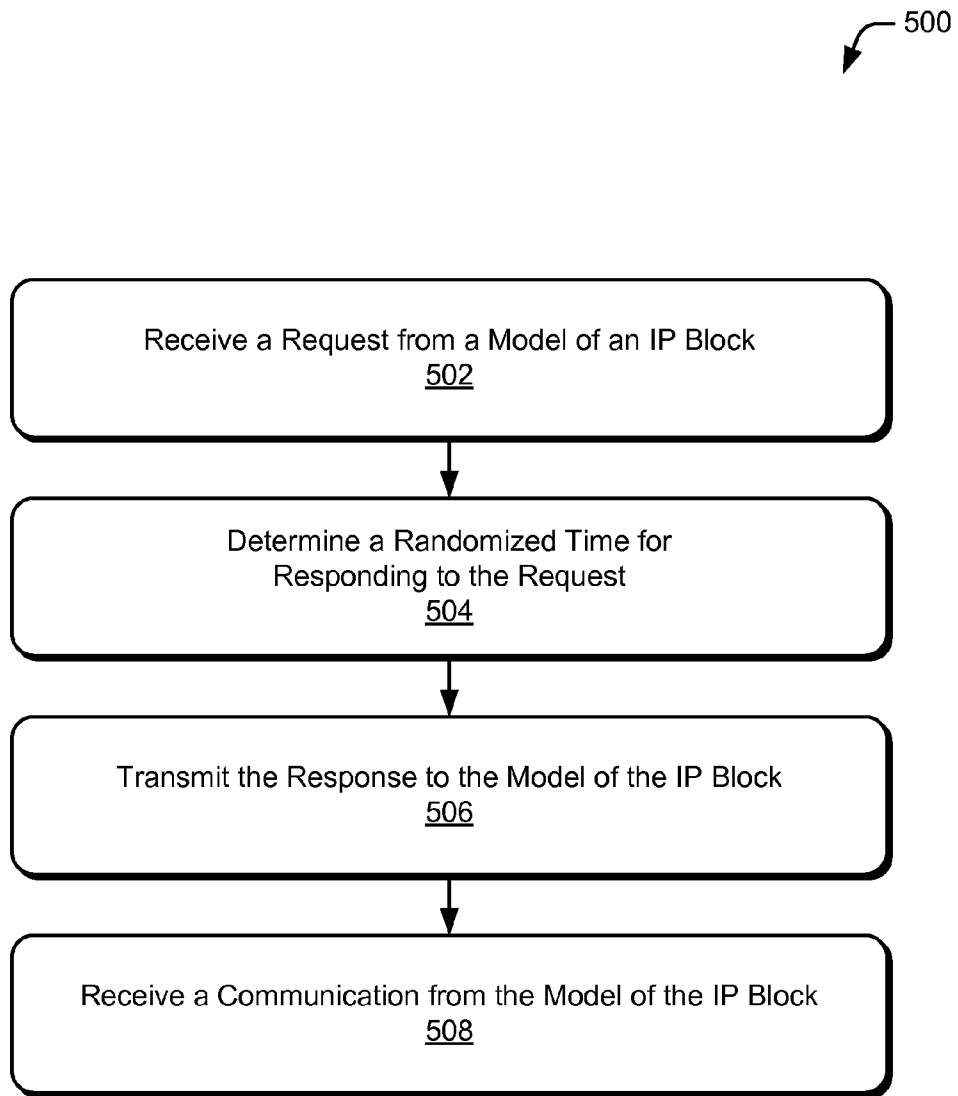 500
Receive a Request from a Model of an IP Block
502
Determine a Randomized Time for
Responding to the Request
504
Transmit the Response to the Model of the IP Block
506
Receive a Communication from the Model of the IP Block
508